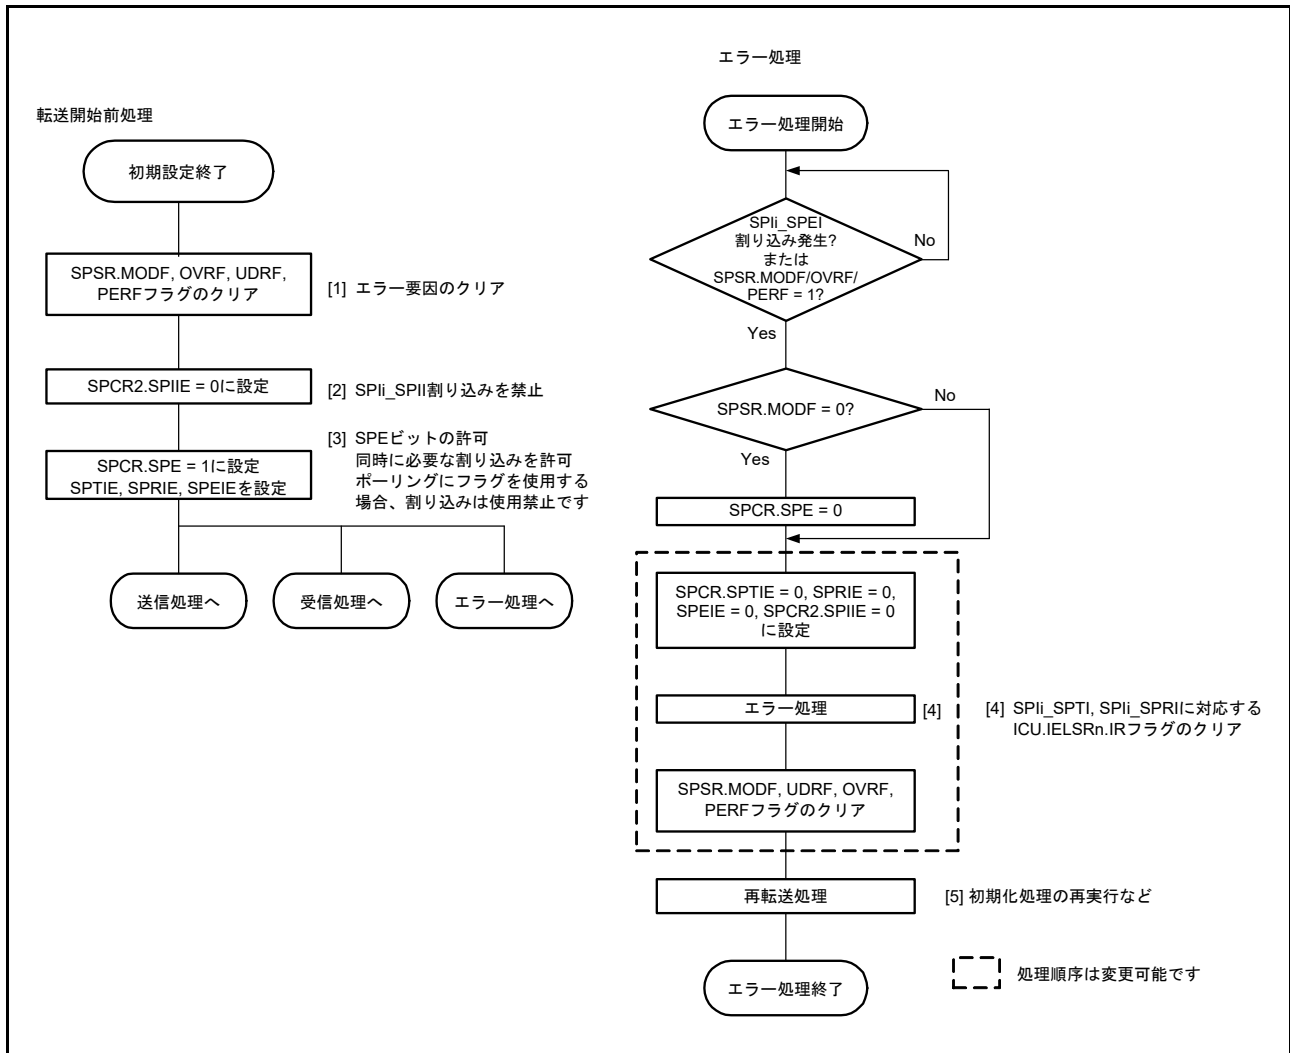 転送開始前処理
初期設定終了
SPSR.MODF, OVRF, UDRF,
PERFフラグのクリア
[1] エラー要因のクリア
SPCR2.SPIIE = 0に設定
[2] SPIi_SPII割り込みを禁止
SPCR.SPE = 1に設定
SPTIE, SPRIE, SPEIEを設定
[3] SPEビットの許可
同時に必要な割り込みを許可
ポーリングにフラグを使用する
場合、割り込みは使用禁止です
送信処理へ
受信処理へ
エラー処理へ
エラー処理
エラー処理開始
SPIi_SPEI
割り込み発生?
または
SPSR.MODF/OVRF/
PERF = 1?
No
Yes
SPSR.MODF = 0?
No
Yes
SPCR.SPE = 0
SPCR.SPTIE = 0, SPRIE = 0,
SPEIE = 0, SPCR2.SPIIE = 0
に設定
エラー処理
[4]
[4] SPIi_SPTI, SPIi_SPRIに対応する
ICU.IELSRn.IRフラグのクリア
SPSR.MODF, UDRF, OVRF,
PERFフラグのクリア
再転送処理
[5] 初期化処理の再実行など
エラー処理終了
処理順序は変更可能です